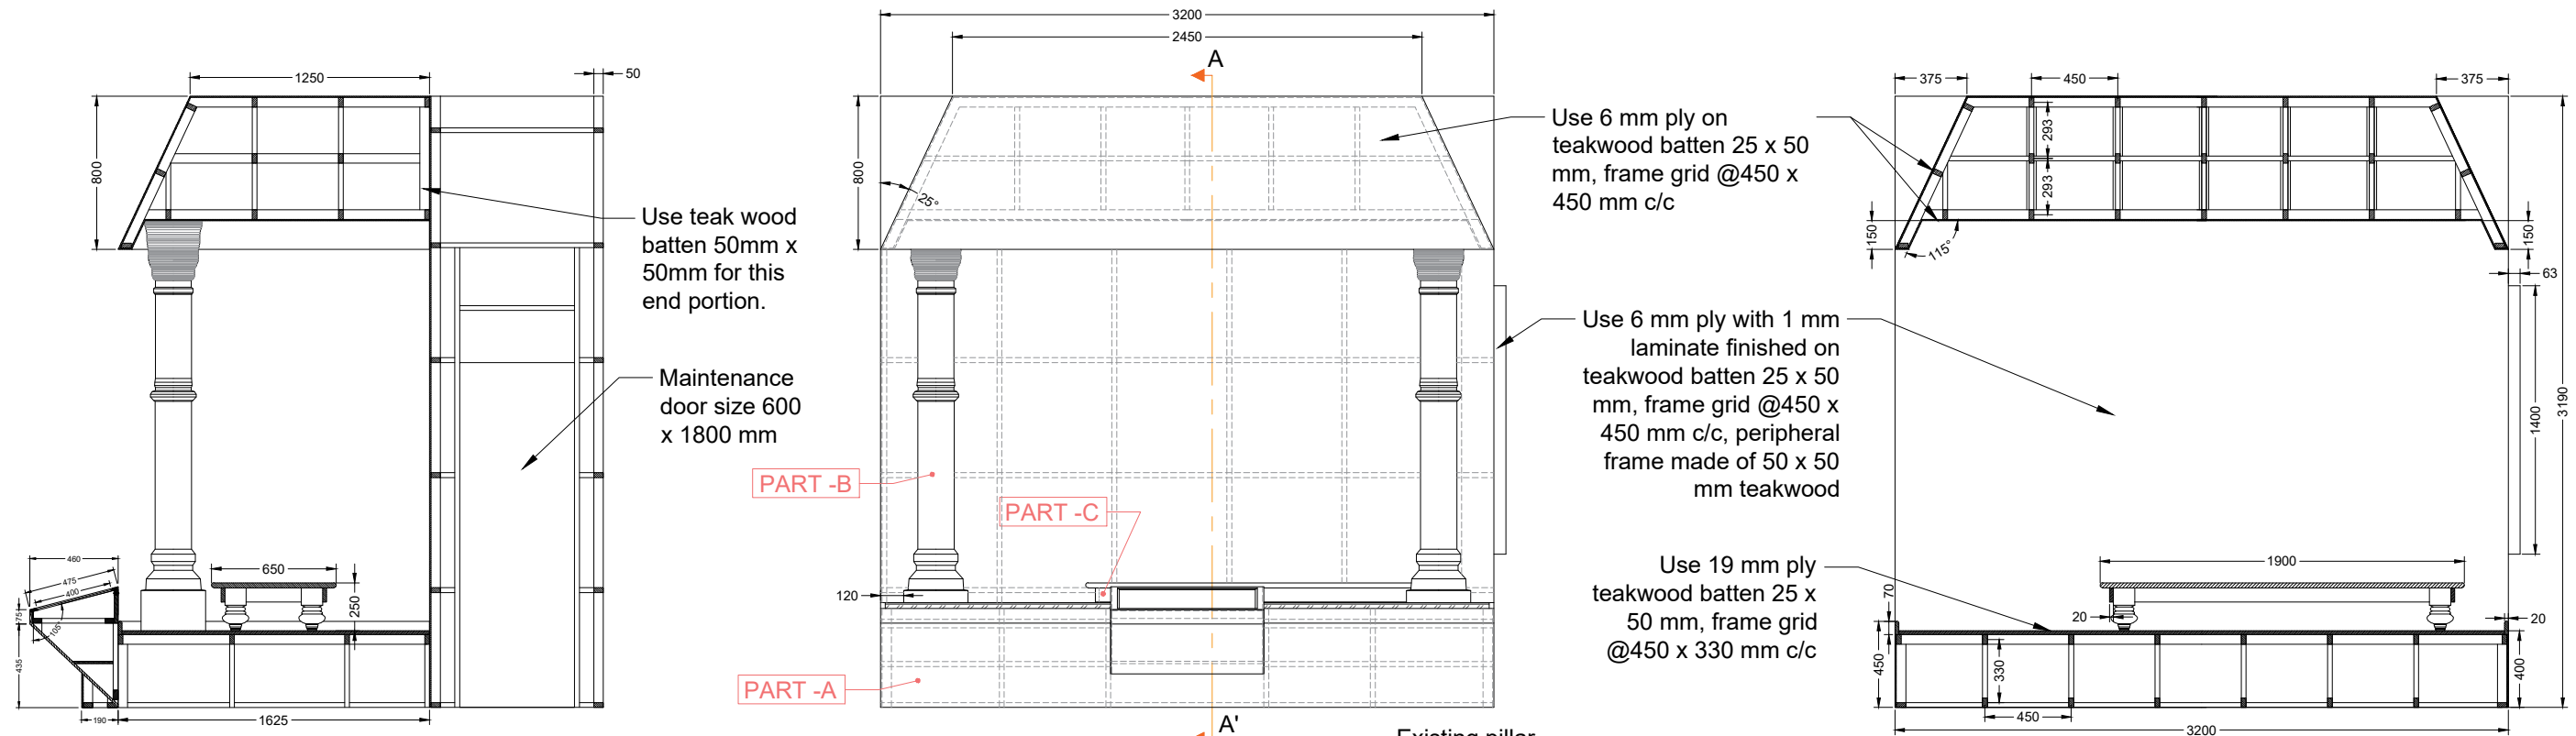 1250
50
800
Use teak wood
batten 50mm x
50mm for this
end portion.
Maintenance
door size 600
x 1800 mm
460
475
400
175
105°
435
190
650
250
1625
3200
2450
A
800
25°
PART -B
PART -C
120
PART -A
A'
Existing pillar
Use 6 mm ply on
teakwood batten 25 x 50
mm, frame grid @450 x
450 mm c/c
Use 6 mm ply with 1 mm
laminate finished on
teakwood batten 25 x 50
mm, frame grid @450 x
450 mm c/c, peripheral
frame made of 50 x 50
mm teakwood
Use 19 mm ply
teakwood batten 25 x
50 mm, frame grid
@450 x 330 mm c/c
375
450
375
293
293
150
115°
150
63
1400
3190
1900
70
20
20
450
330
400
450
3200